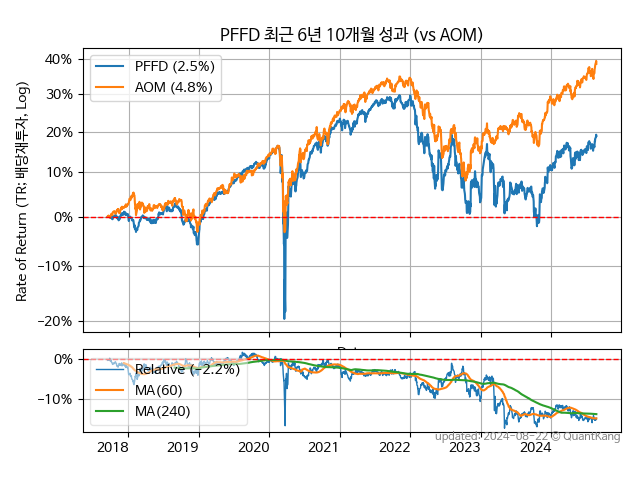 PFFD 최근 6년 10개월 성과 (vs AOM)
Rate of Return (TR: 배당재투자, Log)
40%
30%
20%
10%
0%
−10%
−20%
PFFD (2.5%)
AOM (4.8%)
0%
−10%
Relative (−2.2%)
MA(60)
MA(240)
2018 2019 2020 2021 2022 2023 2024
updated: 2024-08-22 © QuantKang